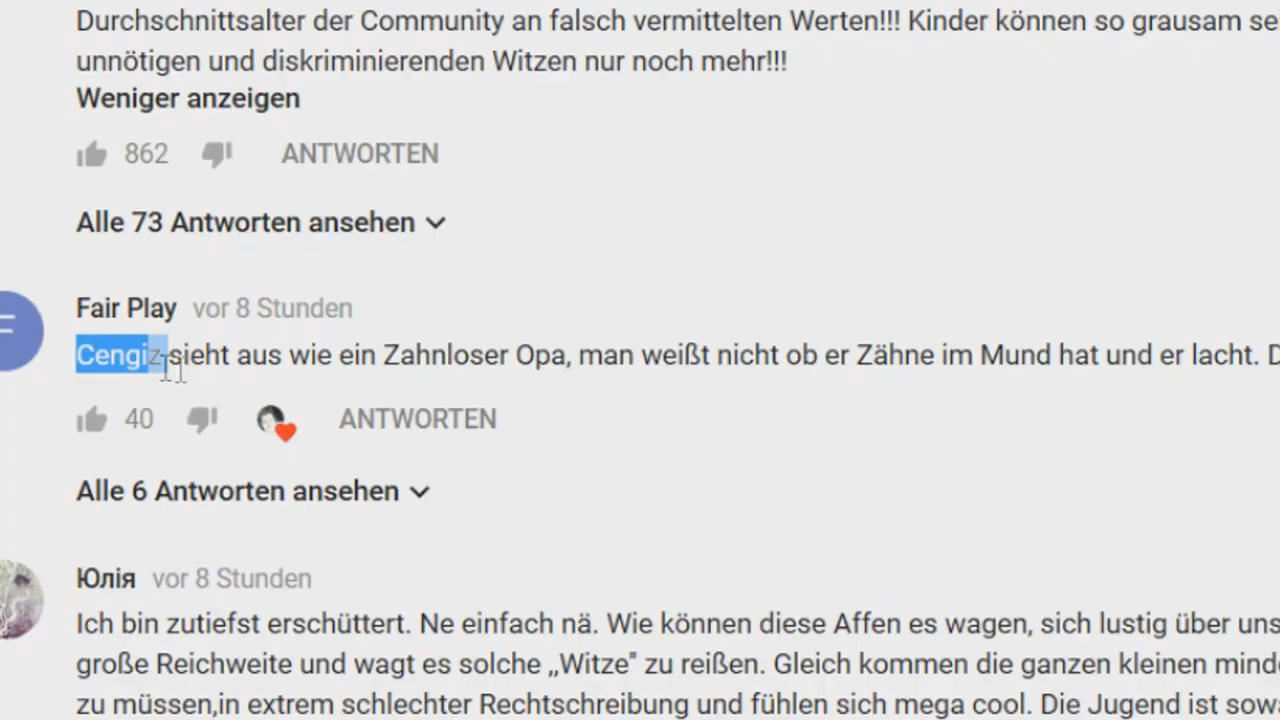 Durchschnittsalter der Community an falsch vermittelten Werten!!! Kinder können so grausam se
unnötigen und diskriminierenden Witzen nur noch mehr!!!
Weniger anzeigen
862 ANTWORTEN
Alle 73 Antworten ansehen
F
Fair Play vor 8 Stunden
Cengiz sieht aus wie ein Zahnloser Opa, man weißt nicht ob er Zähne im Mund hat und er lacht. D
40 ANTWORTEN
Alle 6 Antworten ansehen
Юлія vor 8 Stunden
Ich bin zutiefst erschüttert. Ne einfach nä. Wie können diese Affen es wagen, sich lustig über uns
große Reichweite und wagt es solche ,,Witze" zu reißen. Gleich kommen die ganzen kleinen mind
zu müssen,in extrem schlechter Rechtschreibung und fühlen sich mega cool. Die Jugend ist sow